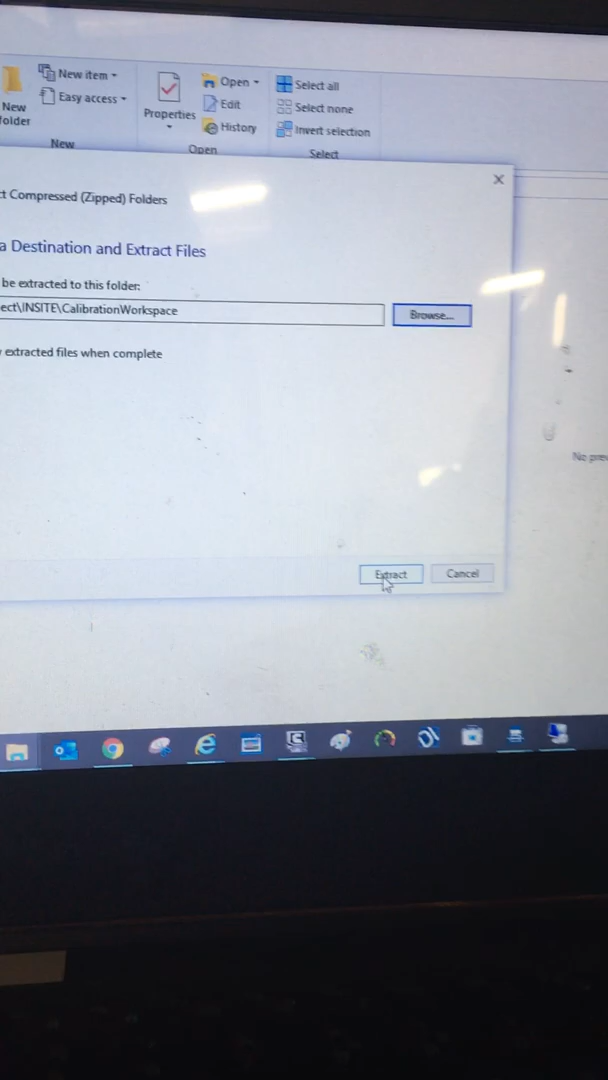 New item
Easy access
New
folder
Properties
Open
Edit
History
Select all
Select none
Invert selection
New
Open
Select
t Compressed (Zipped) Folders
a Destination and Extract Files
be extracted to this folder:
ect\INSITE\CalibrationWorkspace
Browse...
extracted files when complete
No pre
Extract
Cancel